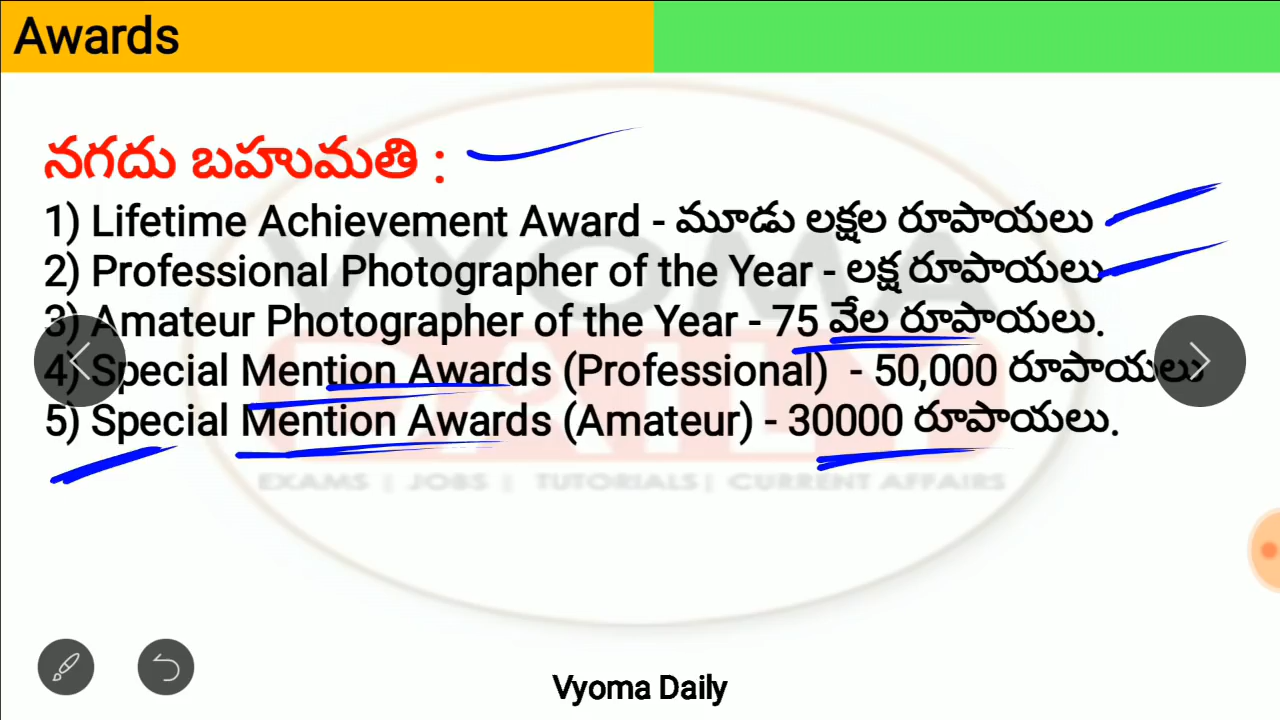 Awards
నగదు బహుమతి :
1) Lifetime Achievement Award - మూడు లక్షల రూపాయలు
2) Professional Photographer of the Year - లక్ష రూపాయలు
3) Amateur Photographer of the Year - 75 వేల రూపాయలు.
4) Special Mention Awards (Professional) - 50,000 రూపాయలు
5) Special Mention Awards (Amateur) - 30000 రూపాయలు.
VYOMA
DAILY
EXAMS | JOBS | TUTORIALS | CURRENT AFFAIRS
Vyoma Daily